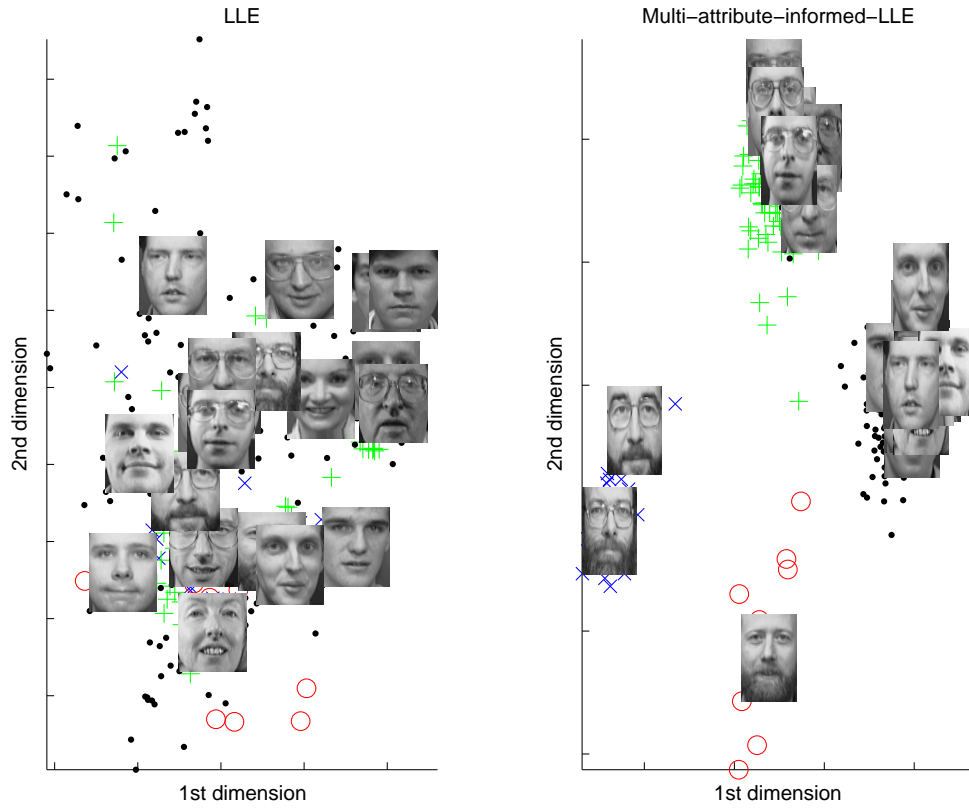 LLE
Multi−attribute−informed−LLE
2nd dimension
2nd dimension
1st dimension
1st dimension